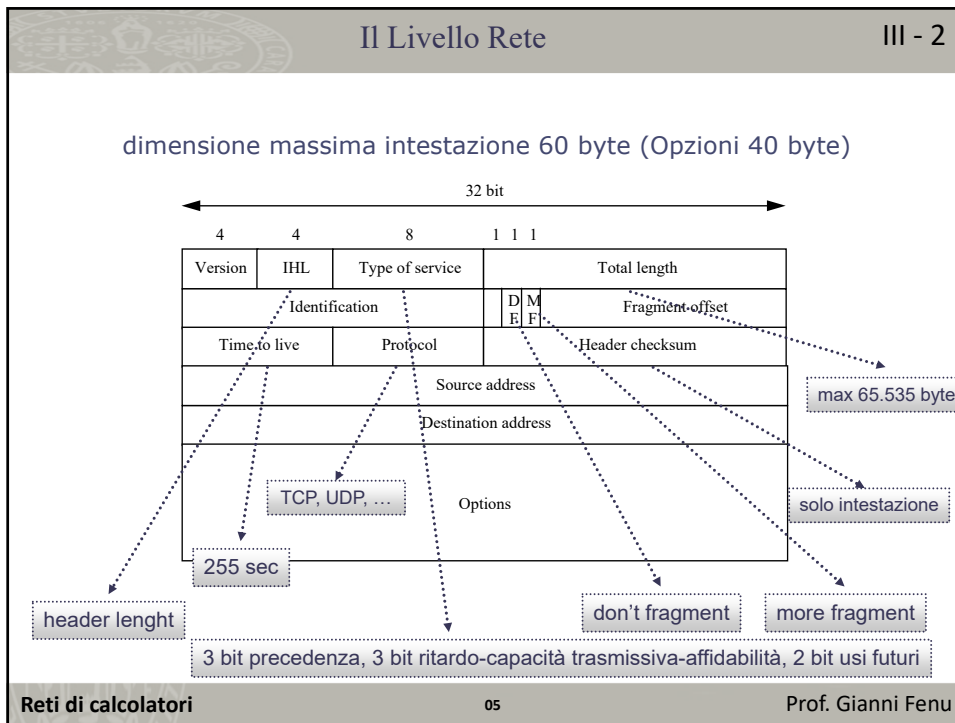 Il Livello Rete
III - 2
dimensione massima intestazione 60 byte (Opzioni 40 byte)
32 bit
4 4 8 1 1 1
Version IHL Type of service Total length
Identification DF MF Fragment offset
Time to live Protocol Header checksum
Source address
Destination address
max 65.535 byte
Options
TCP, UDP, ...
solo intestazione
255 sec
header lenght
don't fragment
more fragment
3 bit precedenza, 3 bit ritardo-capacità trasmissiva-affidabilità, 2 bit usi futuri
Reti di calcolatori 05 Prof. Gianni Fenu